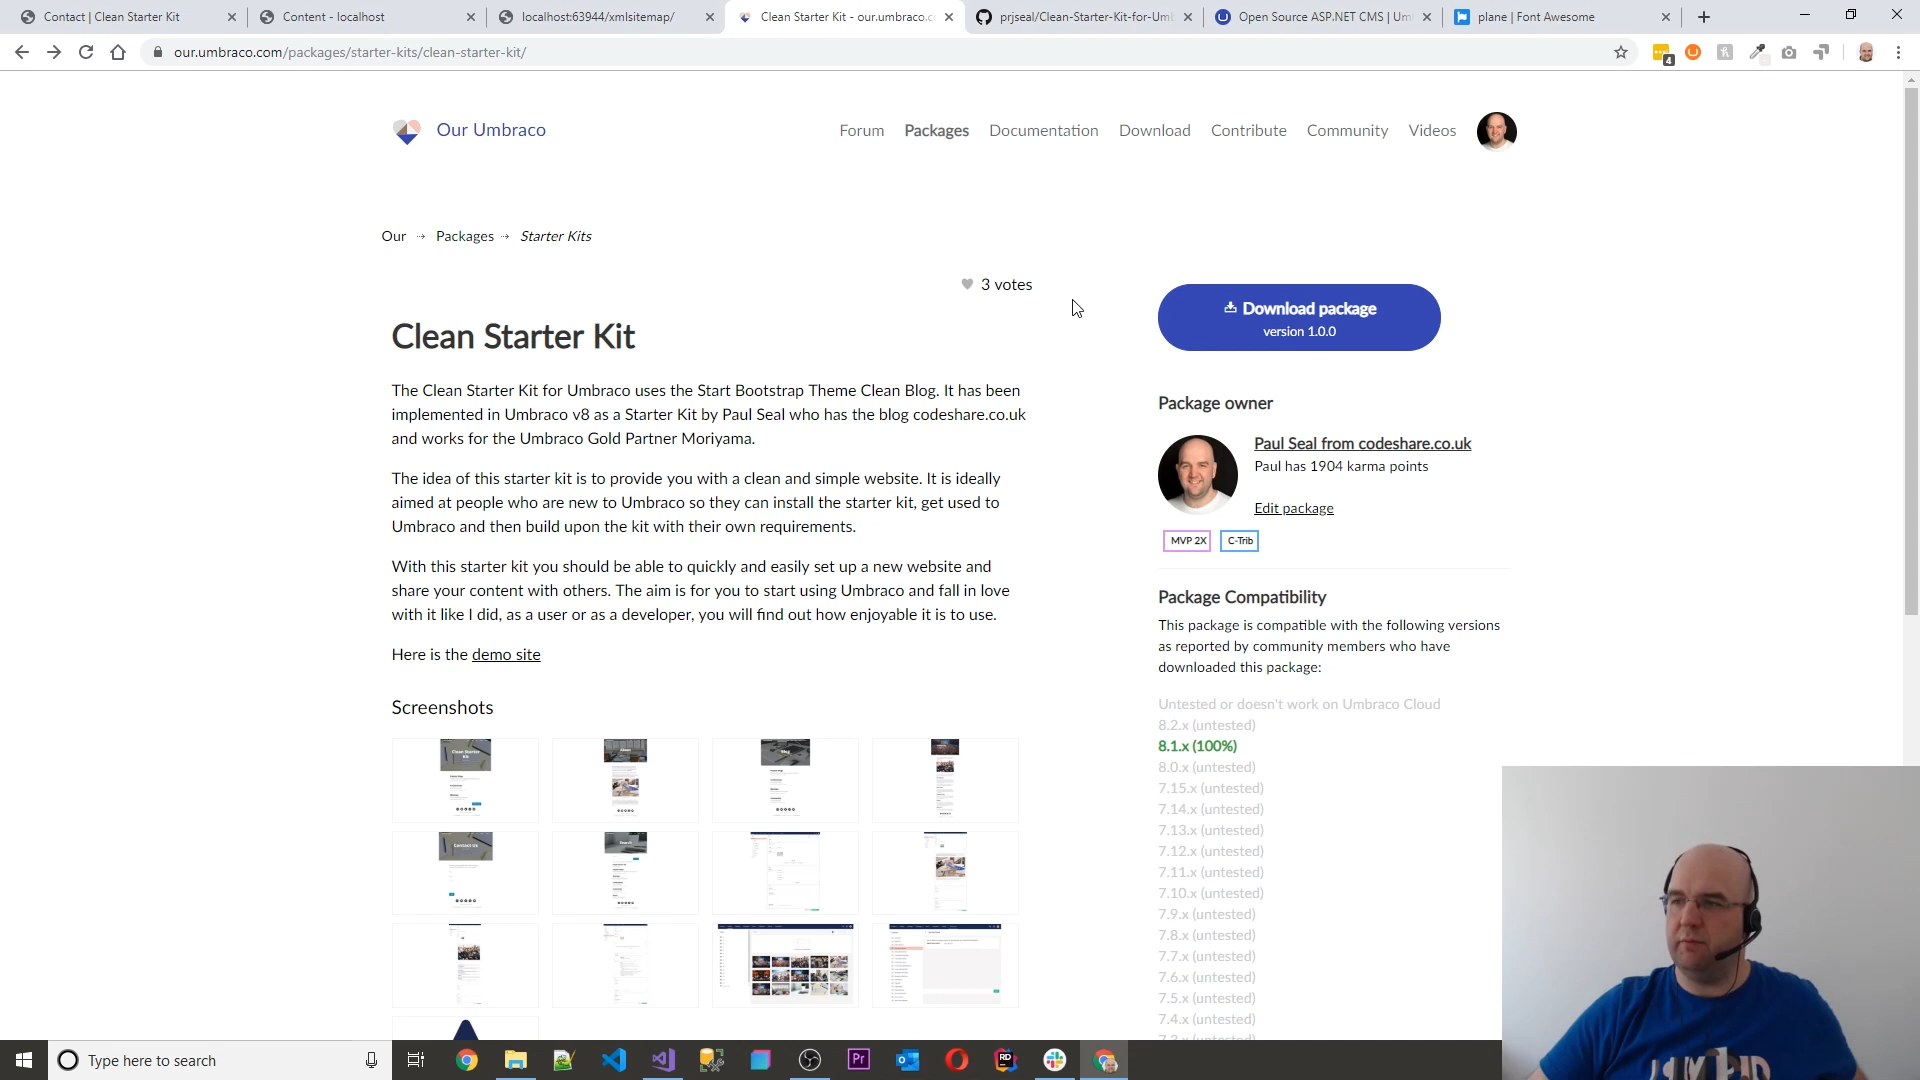 Contact | Clean Starter Kit
Content - localhost
localhost:63944/xmlsitemap/
Clean Starter Kit - our.umbraco.c
prjseal/Clean-Starter-Kit-for-Umb
Open Source ASP.NET CMS | Um
plane | Font Awesome
our.umbraco.com/packages/starter-kits/clean-starter-kit/
4
Our Umbraco
Forum Packages Documentation Download Contribute Community Videos
Our → Packages → Starter Kits
3 votes
Download package
version 1.0.0
Clean Starter Kit
The Clean Starter Kit for Umbraco uses the Start Bootstrap Theme Clean Blog. It has been
implemented in Umbraco v8 as a Starter Kit by Paul Seal who has the blog codeshare.co.uk
and works for the Umbraco Gold Partner Moriyama.
The idea of this starter kit is to provide you with a clean and simple website. It is ideally
aimed at people who are new to Umbraco so they can install the starter kit, get used to
Umbraco and then build upon the kit with their own requirements.
With this starter kit you should be able to quickly and easily set up a new website and
share your content with others. The aim is for you to start using Umbraco and fall in love
with it like I did, as a user or as a developer, you will find out how enjoyable it is to use.
Here is the demo site
Screenshots
Package owner
Paul Seal from codeshare.co.uk
Paul has 1904 karma points
Edit package
MVP 2X C-Trib
Package Compatibility
This package is compatible with the following versions
as reported by community members who have
downloaded this package:
Untested or doesn't work on Umbraco Cloud
8.2.x (untested)
8.1.x (100%)
8.0.x (untested)
7.15.x (untested)
7.14.x (untested)
7.13.x (untested)
7.12.x (untested)
7.11.x (untested)
7.10.x (untested)
7.9.x (untested)
7.8.x (untested)
7.7.x (untested)
7.6.x (untested)
7.5.x (untested)
7.4.x (untested)
Type here to search
Pr
RD